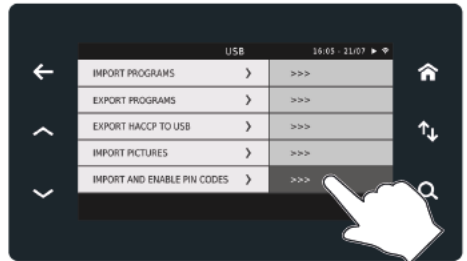 USB 16:05 - 21/07
IMPORT PROGRAMS >>>
EXPORT PROGRAMS >>>
EXPORT HACCP TO USB >>>
IMPORT PICTURES >>>
IMPORT AND ENABLE PIN CODES >>>